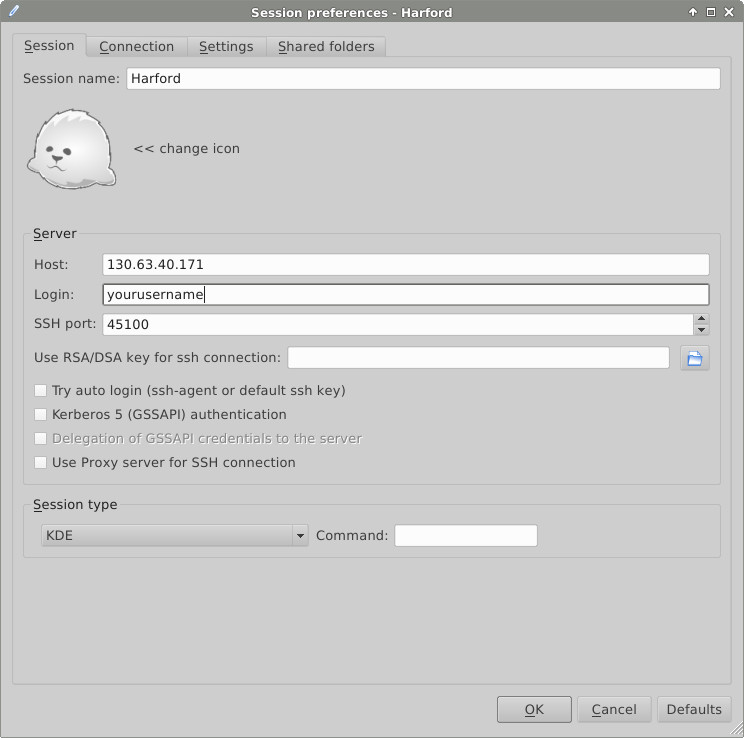 Session preferences - Harford
Session Connection Settings Shared folders
Session name: Harford
<< change icon
Server
Host: 130.63.40.171
Login: yourusername
SSH port: 45100
Use RSA/DSA key for ssh connection:
Try auto login (ssh-agent or default ssh key)
Kerberos 5 (GSSAPI) authentication
Delegation of GSSAPI credentials to the server
Use Proxy server for SSH connection
Session type
KDE Command:
OK Cancel Defaults